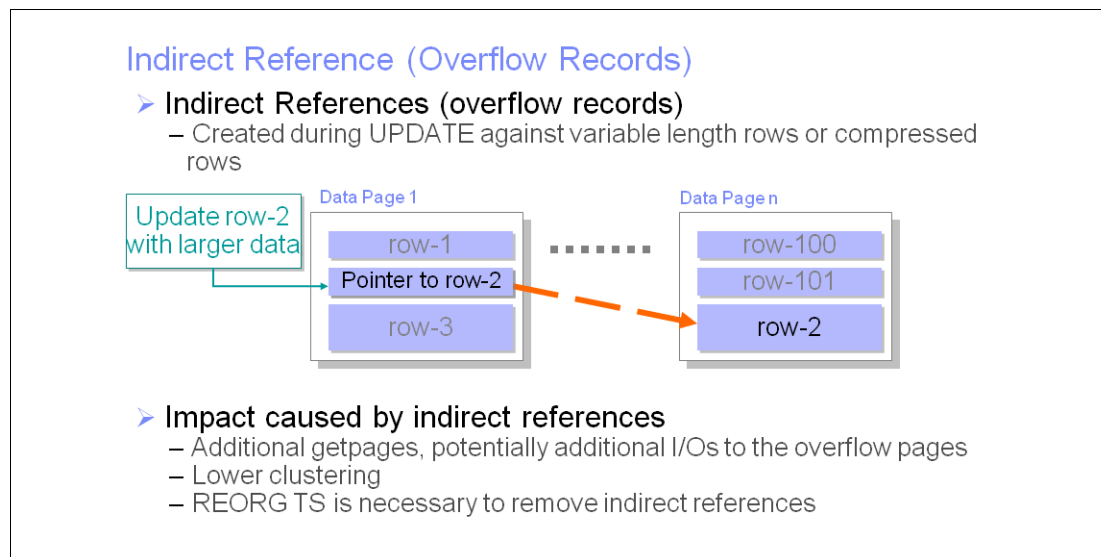 Indirect Reference (Overflow Records)
➢ Indirect References (overflow records)
– Created during UPDATE against variable length rows or compressed
rows
Update row-2
with larger data
Data Page 1
row-1
Pointer to row-2
row-3
Data Page n
row-100
row-101
row-2
➢ Impact caused by indirect references
– Additional getpages, potentially additional I/Os to the overflow pages
– Lower clustering
– REORG TS is necessary to remove indirect references